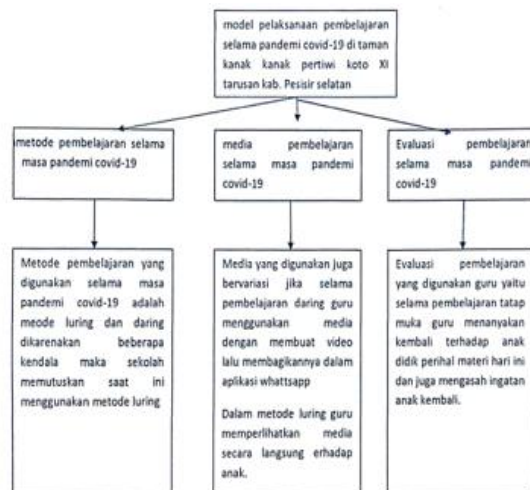 model pelaksanaan pembelajaran
selama pandemi covid-19 di taman
kanak kanak pertiwi koto XI
tarusan kab. Pesisir selatan
metode pembelajaran selama
masa pandemi covid-19
media pembelajaran
selama masa pandemi
covid-19
Evaluasi pembelajaran
selama masa pandemi
covid-19
Metode pembelajaran yang
digunakan selama masa
pandemi covid-19 adalah
meode luring dan daring
dikarenakan beberapa
kendala maka sekolah
memutuskan saat ini
menggunakan metode luring
Media yang digunakan juga
bervariasi jika selama
pembelajaran daring guru
menggunakan media
dengan membuat video
lalu membagikannya dalam
aplikasi whattsapp
Dalam metode luring guru
memperlihatkan media
secara langsung erhadap
anak.
Evaluasi pembelajaran
yang digunakan guru yaitu
selama pembelajaran tatap
muka guru menanyakan
kembali terhadap anak
didik perihal materi hari ini
dan juga mengasah ingatan
anak kembali.